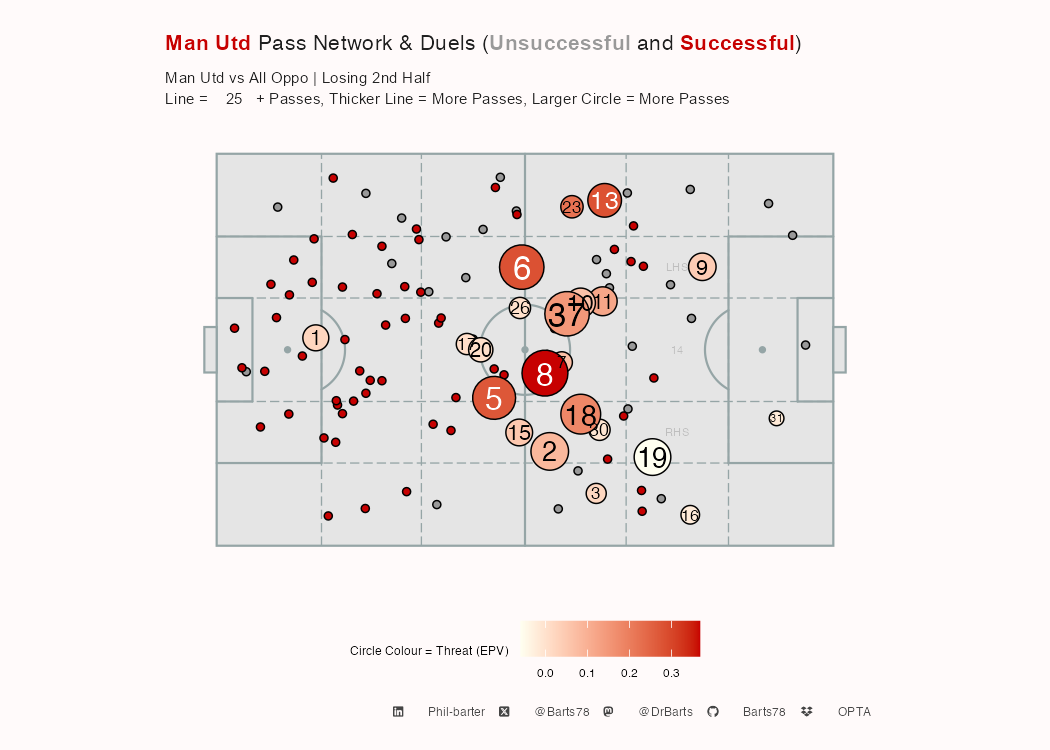 Man Utd Pass Network & Duels (Unsuccessful and Successful)
Man Utd vs All Oppo | Losing 2nd Half
Line = 25 + Passes, Thicker Line = More Passes, Larger Circle = More Passes
23 13
6 LHS 9
26 37 10 11
1 17 20 14
7
8
5 18 31
15 30 RHS
2 19
3
16
Circle Colour = Threat (EPV)
0.0 0.1 0.2 0.3
Phil-barter @Barts78 @DrBarts Barts78 OPTA